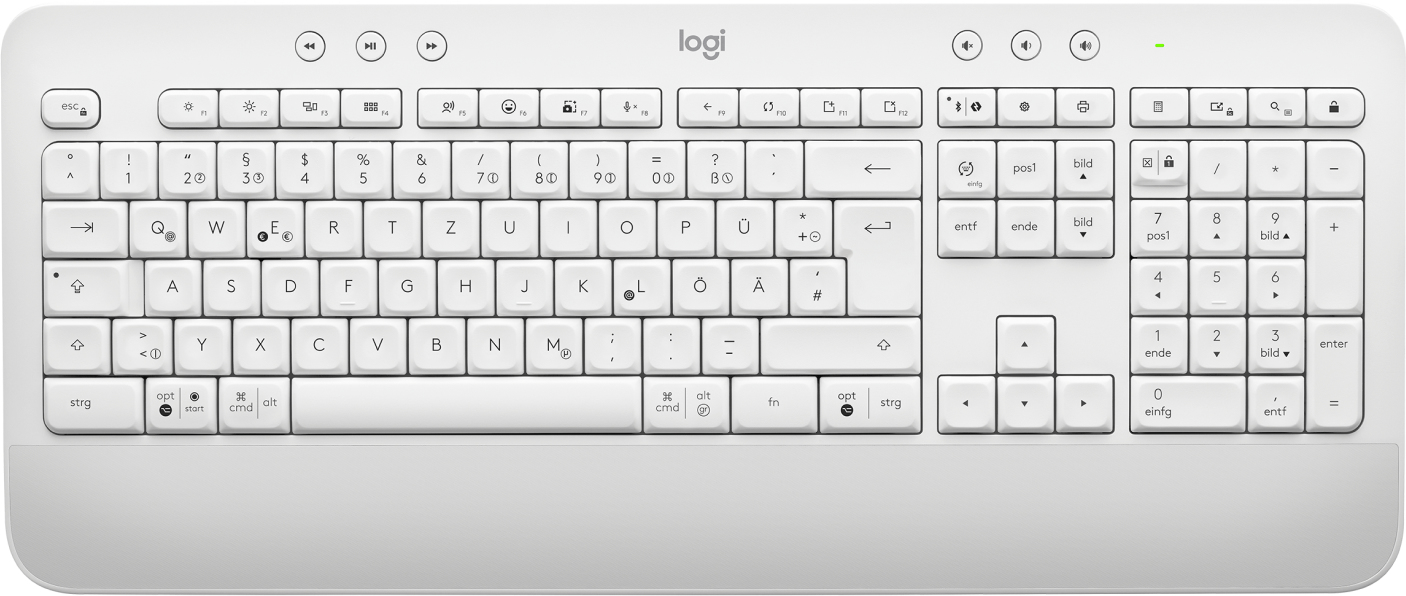 logi
esc F1 F2 F3 F4 F5 F6 F7 F8 F9 F10 F11 F12
° ! “ § $ % & / ( ) = ? `
^ 1 2 3 4 5 6 7 8 9 0 ß ´
einfg pos1 bild / * −
Q @ W E € R T Z U I O P Ü * + ~
entf ende bild 7 pos1 8 9 bild +
A S D F G H J K @ L Ö Ä ‘ #
4 5 6
> < | Y X C V B N M µ ; , : . _ -
1 ende 2 3 bild enter
strg opt start ⌘ cmd alt ⌘ cmd alt gr fn opt strg
0 einfg , entf =